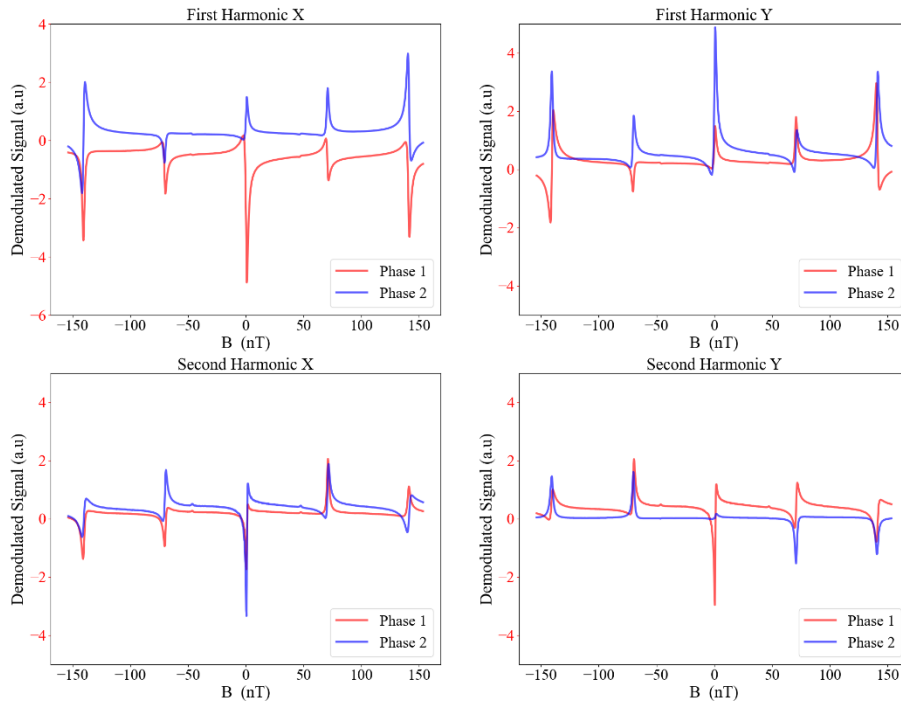 First Harmonic X
Demodulated Signal (a.u)
4
2
0
−2
−4
−6
−150 −100 −50 0 50 100 150
B (nT)
Phase 1
Phase 2
First Harmonic Y
Demodulated Signal (a.u)
4
2
0
−2
−4
−150 −100 −50 0 50 100 150
B (nT)
Phase 1
Phase 2
Second Harmonic X
Demodulated Signal (a.u)
4
2
0
−2
−4
−150 −100 −50 0 50 100 150
B (nT)
Phase 1
Phase 2
Second Harmonic Y
Demodulated Signal (a.u)
4
2
0
−2
−4
−150 −100 −50 0 50 100 150
B (nT)
Phase 1
Phase 2